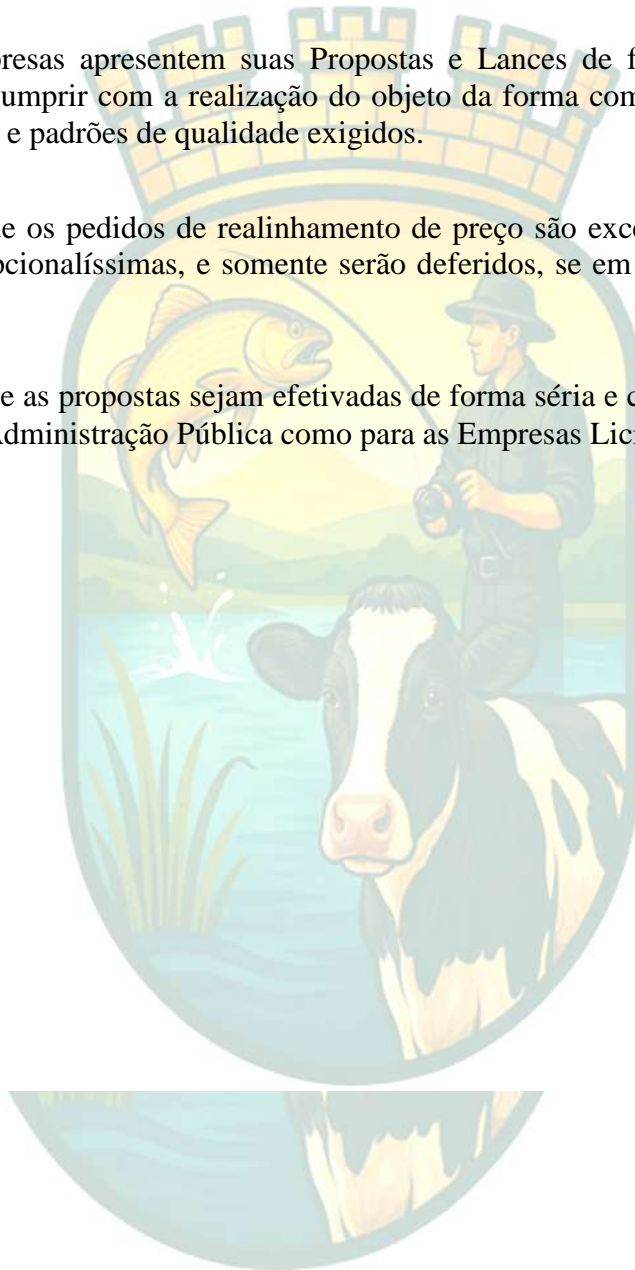 presas apresentem suas Propostas e Lances de f
umprir com a realização do objeto da forma com
e padrões de qualidade exigidos.
le os pedidos de realinhamento de preço são exce
pcionalíssimas, e somente serão deferidos, se em
e as propostas sejam efetivadas de forma séria e c
Administração Pública como para as Empresas Lici